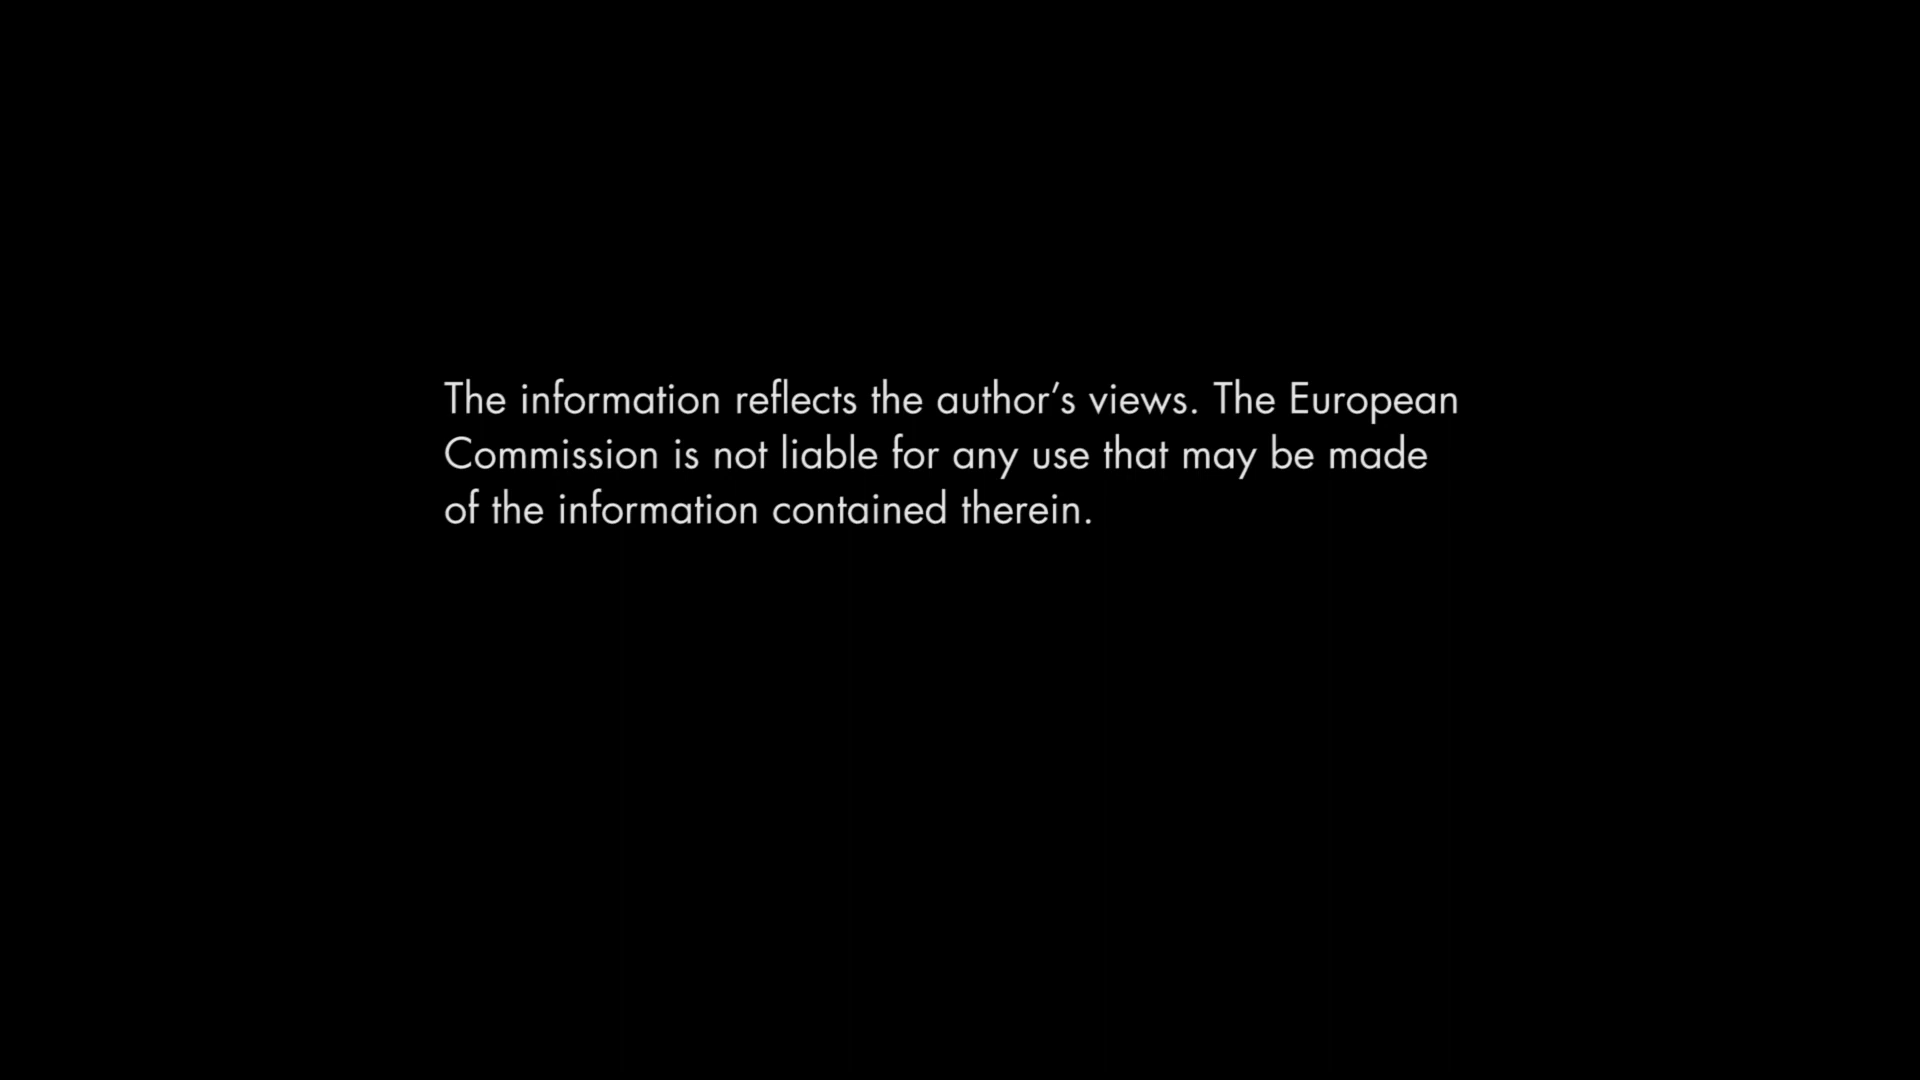 The information reflects the author’s views. The European
Commission is not liable for any use that may be made
of the information contained therein.